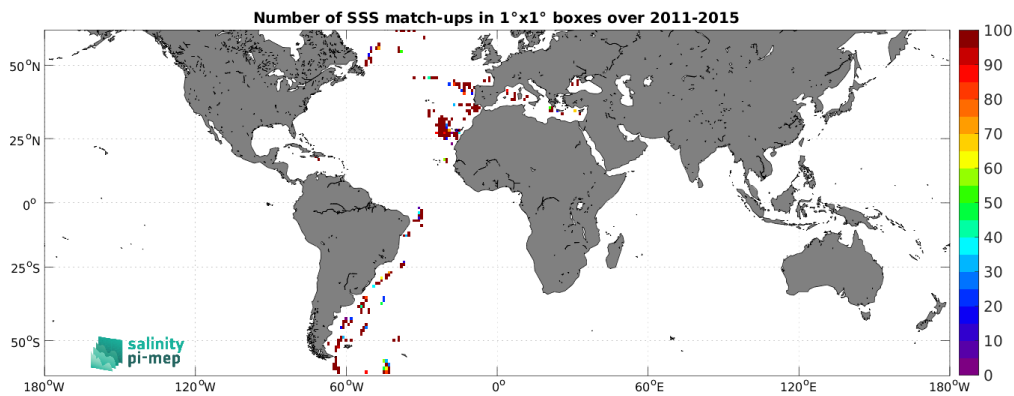 Number of SSS match-ups in 1°x1° boxes over 2011-2015
50°N
25°N
0°
25°S
50°S
180°W
120°W
60°W
0°
60°E
120°E
180°W
100
90
80
70
60
50
40
30
20
10
0
salinity
pi-mep